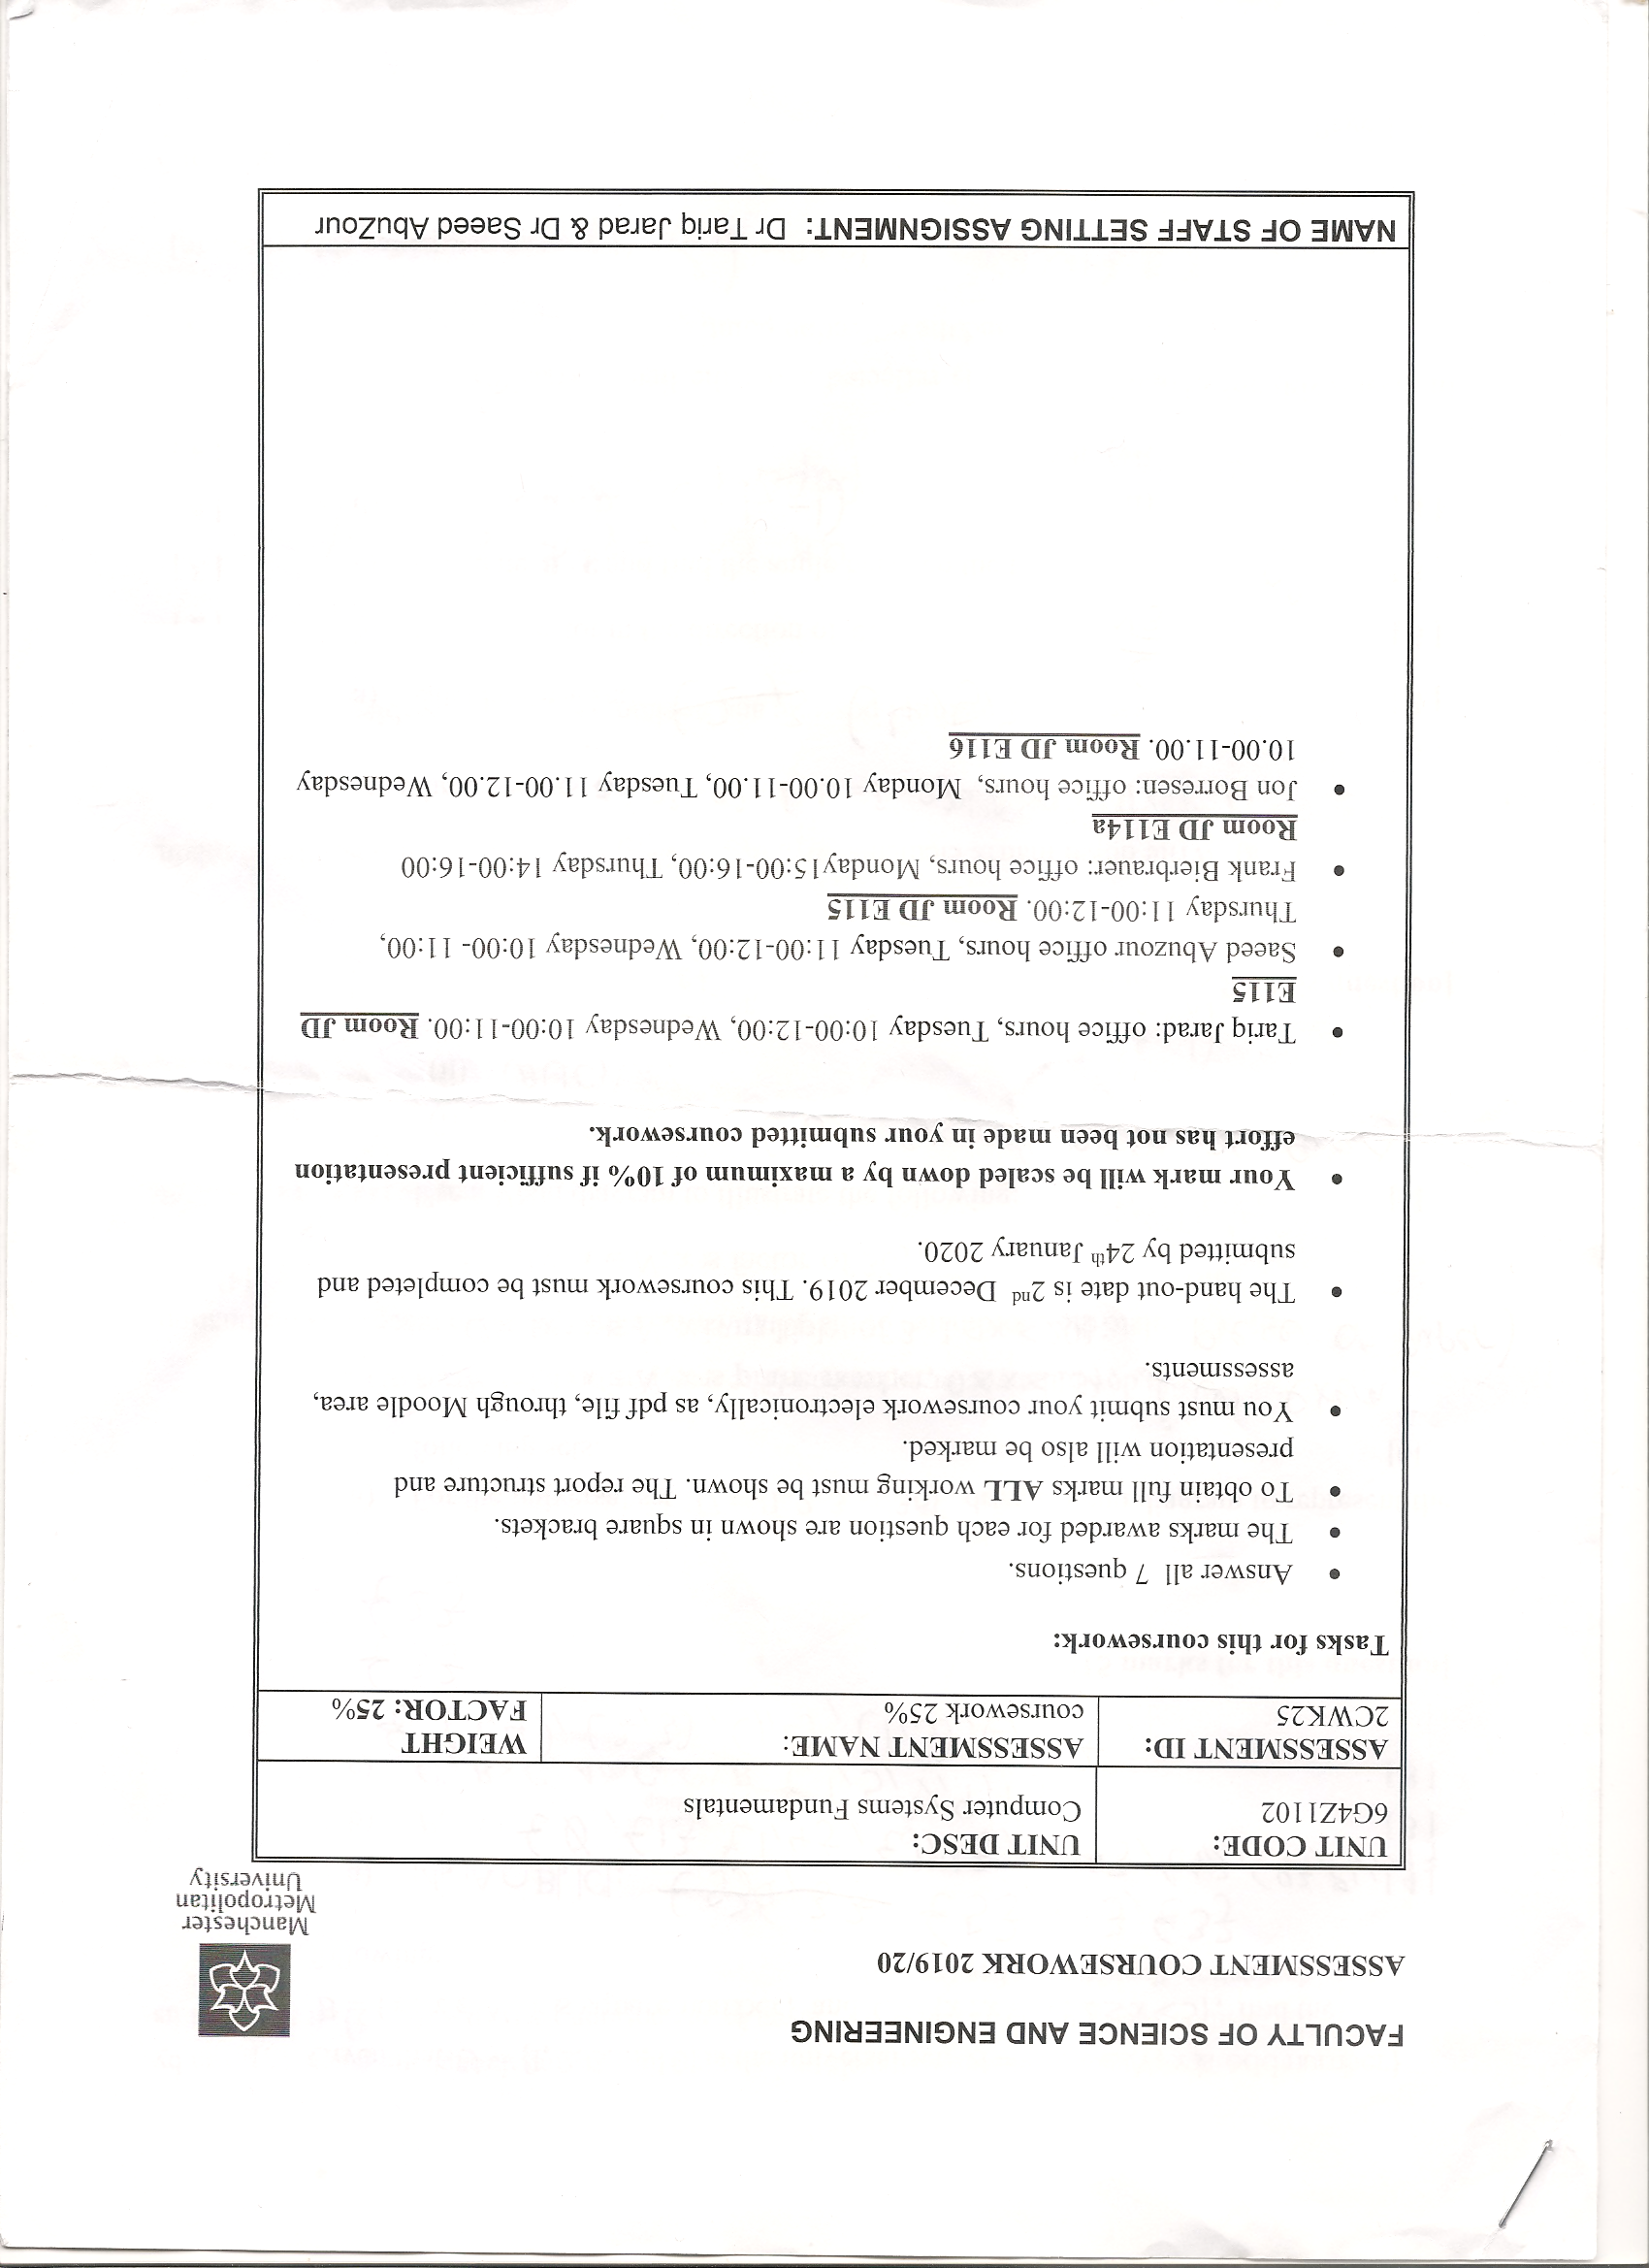 FACULTY OF SCIENCE AND ENGINEERING
ASSESSMENT COURSEWORK 2019/20
Manchester
Metropolitan
University
UNIT CODE:
6G4Z1102
UNIT DESC:
Computer Systems Fundamentals
ASSESSMENT ID:
2CWK25
ASSESSMENT NAME:
coursework 25%
WEIGHT
FACTOR: 25%
Tasks for this coursework:
• Answer all 7 questions.
• The marks awarded for each question are shown in square brackets.
• To obtain full marks ALL working must be shown. The report structure and
presentation will also be marked.
• You must submit your coursework electronically, as pdf file, through Moodle area,
assessments.
• The hand-out date is 2nd December 2019. This coursework must be completed and
submitted by 24th January 2020.
• Your mark will be scaled down by a maximum of 10% if sufficient presentation
effort has not been made in your submitted coursework.
• Tariq Jarad: office hours, Tuesday 10:00-12:00, Wednesday 10:00-11:00. Room JD
E115
• Saeed Abuzour office hours, Tuesday 11:00-12:00, Wednesday 10:00- 11:00,
Thursday 11:00-12:00. Room JD E115
• Frank Bierbrauer: office hours, Monday15:00-16:00, Thursday 14:00-16:00
Room JD E114a
• Jon Borresen: office hours, Monday 10.00-11.00, Tuesday 11.00-12.00, Wednesday
10.00-11.00. Room JD E116
NAME OF STAFF SETTING ASSIGNMENT: Dr Tariq Jarad & Dr Saeed AbuZour